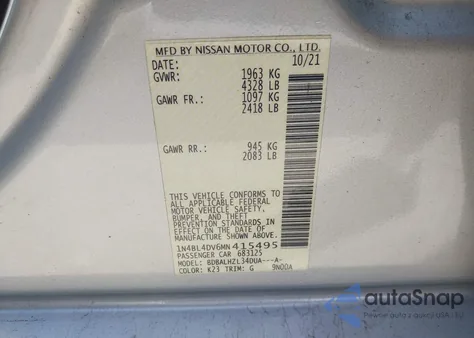 MFD BY NISSAN MOTOR CO., LTD.
DATE: 10/21
GVWR: 1963 KG
4328 LB
GAWR FR.: 1097 KG
2418 LB
GAWR RR.: 945 KG
2083 LB
THIS VEHICLE CONFORMS TO
ALL APPLICABLE FEDERAL
MOTOR VEHICLE SAFETY,
BUMPER, AND THEFT
PREVENTION STANDARDS IN
EFFECT ON THE DATE OF
MANUFACTURE SHOWN ABOVE.
1N4BL4DV6MN415495
PASSENGER CAR 683125
MODEL: BDBALHZL34DUA---A-
COLOR: K23 TRIM: G 9N00A
autoSnap
Cars from auctions